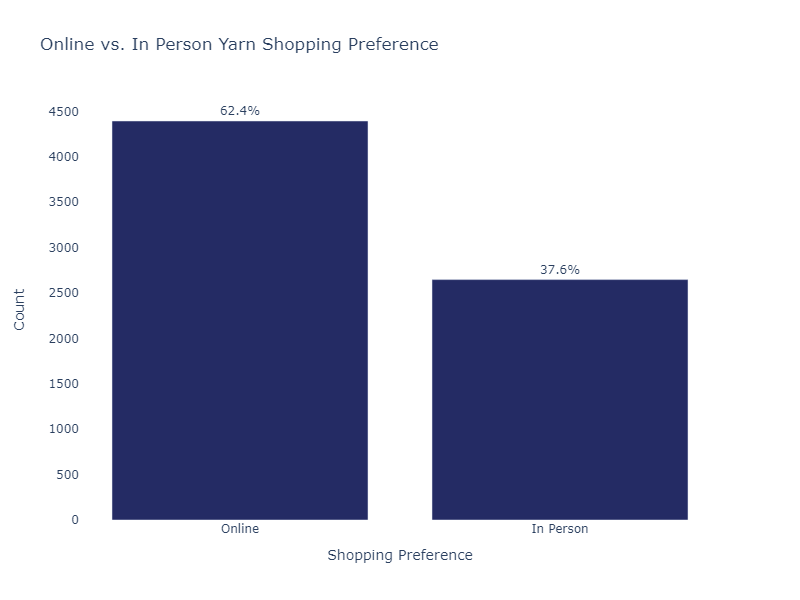 Online vs. In Person Yarn Shopping Preference
62.4%
37.6%
4500
4000
3500
3000
2500
2000
1500
1000
500
0
Count
Online
In Person
Shopping Preference